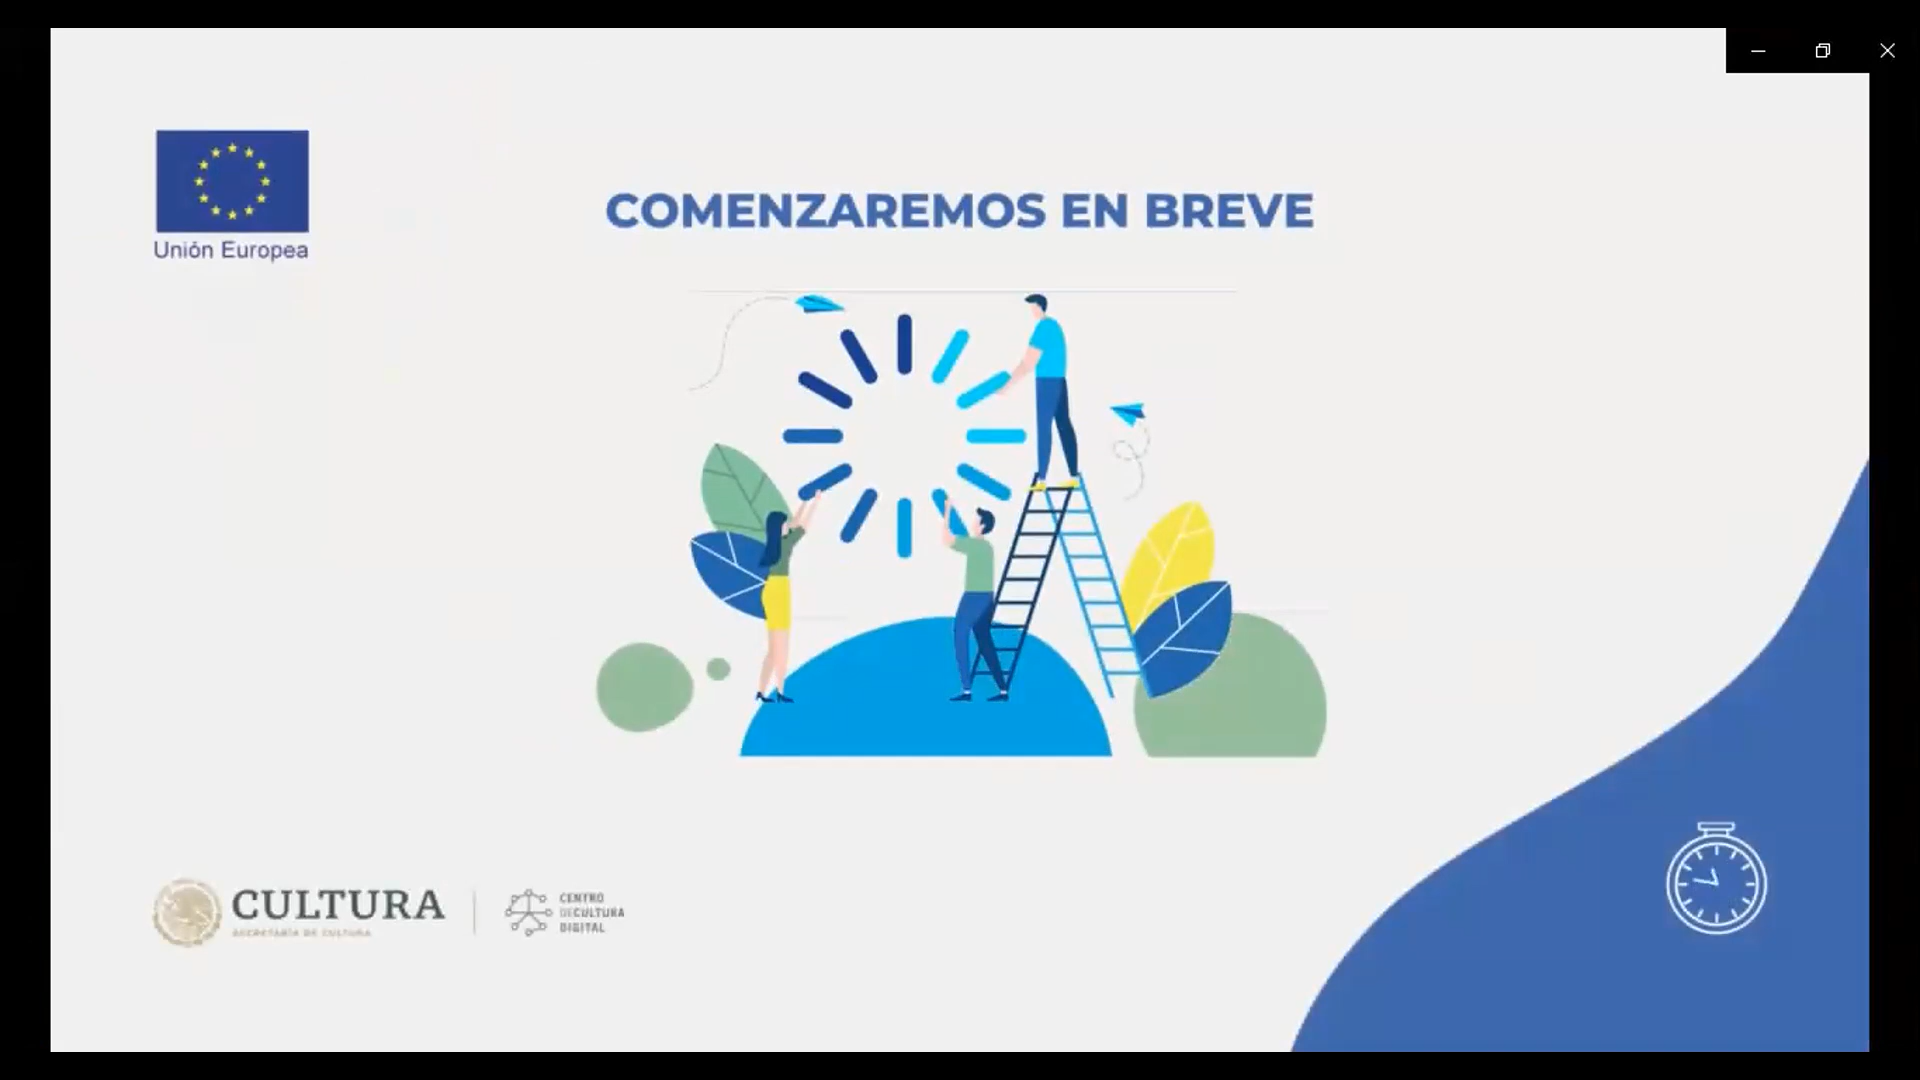 Unión Europea
COMENZAREMOS EN BREVE
CULTURA
SECRETARÍA DE CULTURA
CENTRO
DECULTURA
DIGITAL